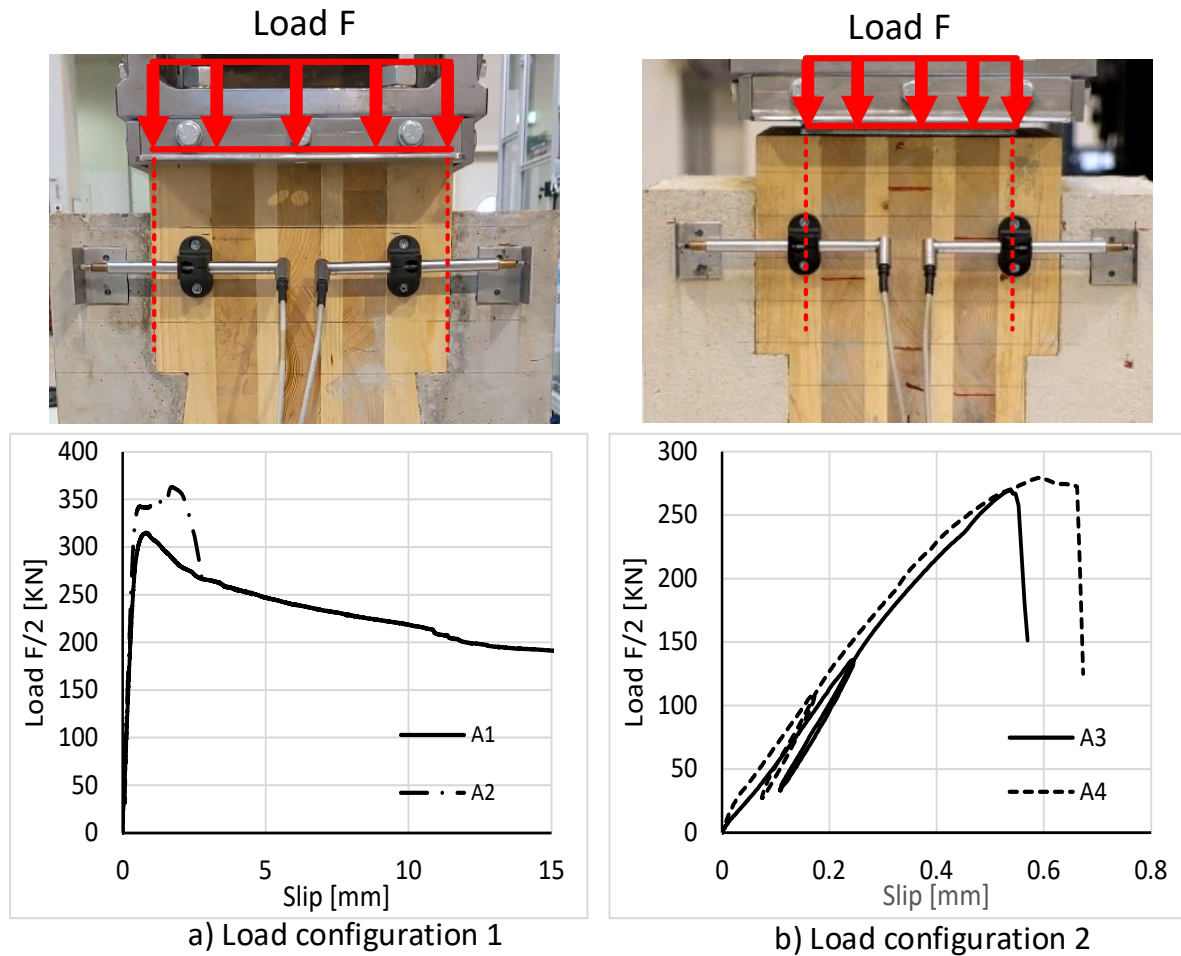 Load F
Load F
400
350
300
250
200
150
100
50
0
Load F/2 [KN]
0
5
10
15
Slip [mm]
A1
A2
a) Load configuration 1
300
250
200
150
100
50
0
Load F/2 [KN]
0
0.2
0.4
0.6
0.8
Slip [mm]
A3
A4
b) Load configuration 2